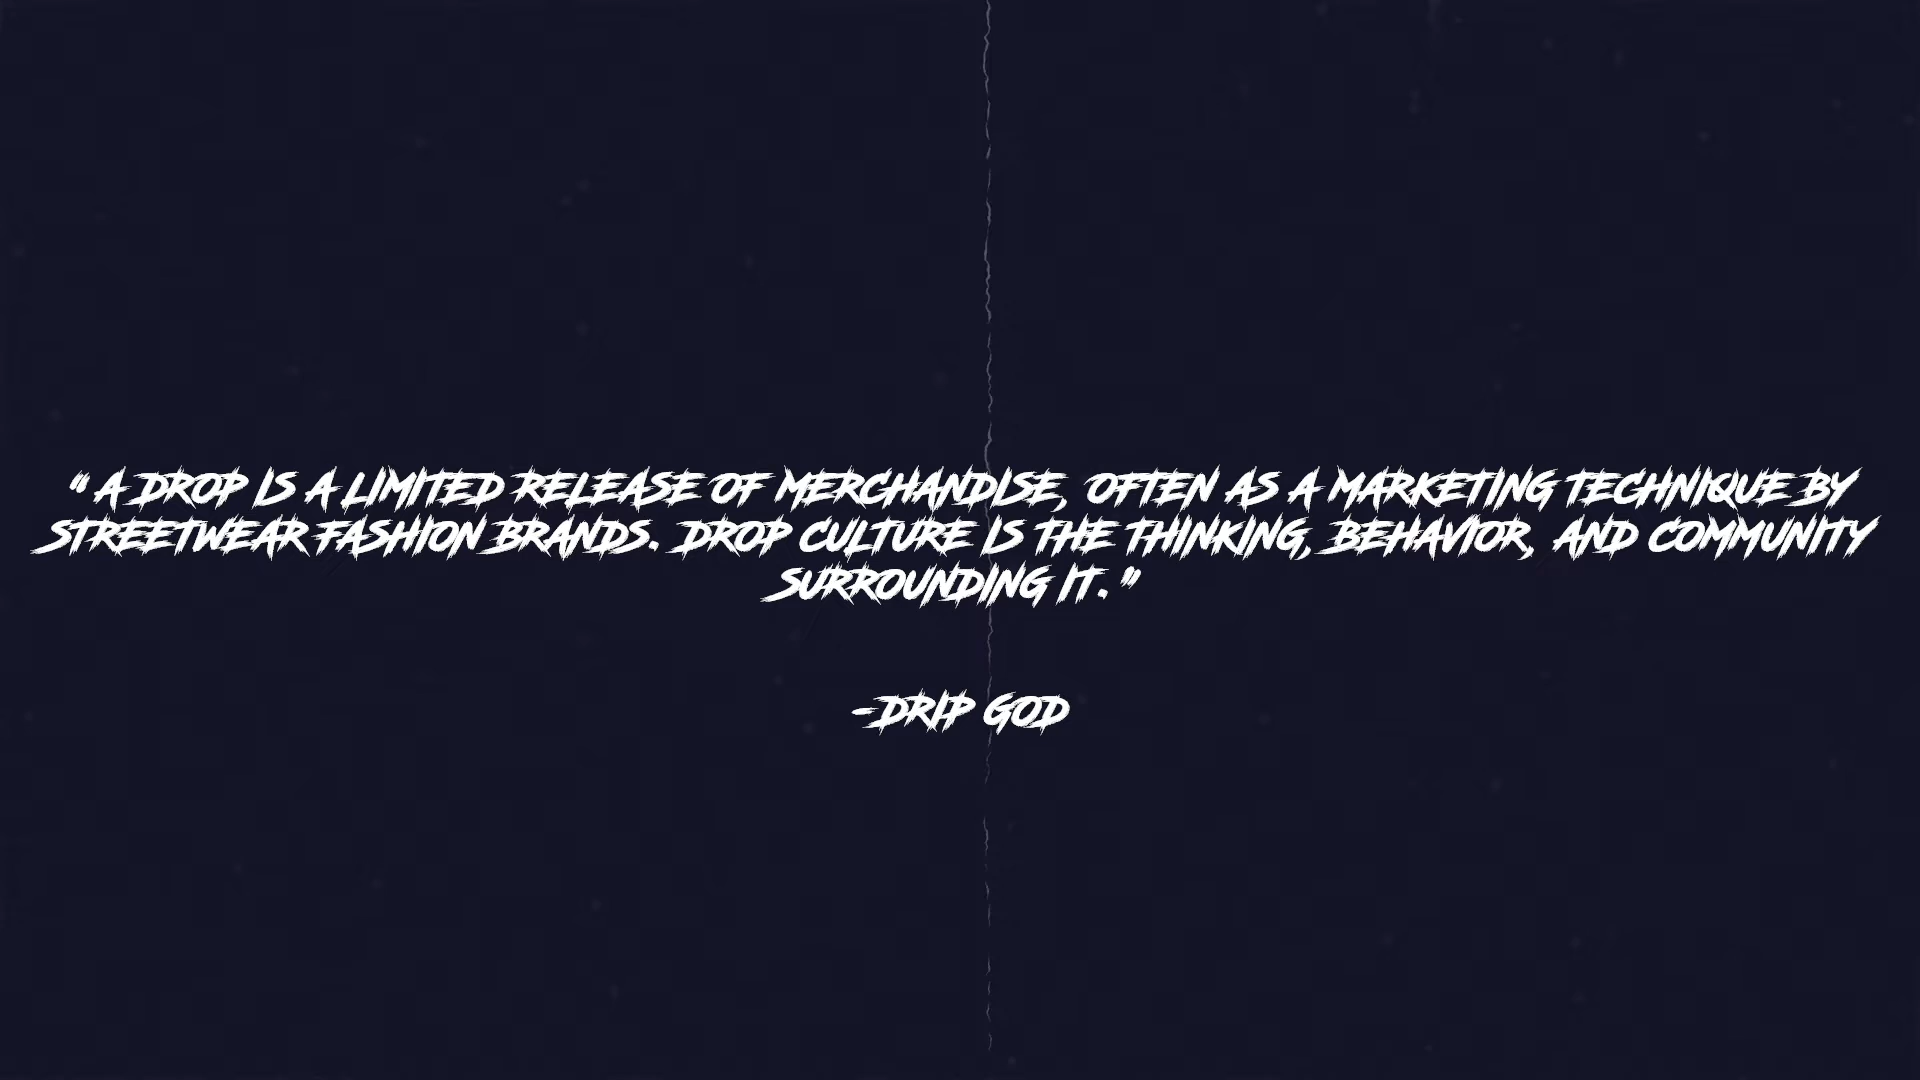 “ A DROP IS A LIMITED RELEASE OF MERCHANDISE, OFTEN AS A MARKETING TECHNIQUE BY
STREETWEAR FASHION BRANDS. DROP CULTURE IS THE THINKING, BEHAVIOR, AND COMMUNITY
SURROUNDING IT. ”
-DRIP GOD